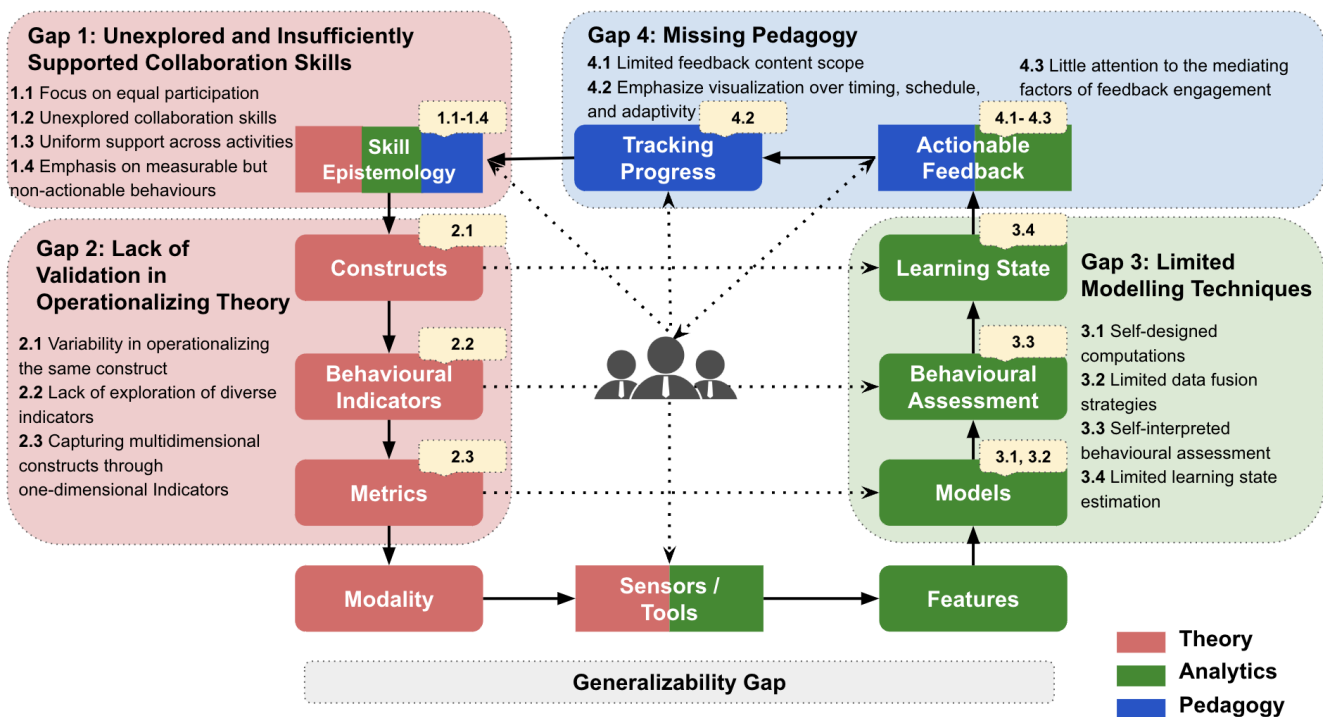 Gap 1: Unexplored and Insufficiently
Supported Collaboration Skills
1.1 Focus on equal participation
1.2 Unexplored collaboration skills
1.3 Uniform support across activities
1.4 Emphasis on measurable but
non-actionable behaviours
1.1-1.4
Skill
Epistemology
Gap 4: Missing Pedagogy
4.1 Limited feedback content scope
4.2 Emphasize visualization over timing, schedule,
and adaptivity
4.3 Little attention to the mediating
factors of feedback engagement
4.2
Tracking
Progress
4.1- 4.3
Actionable
Feedback
Gap 2: Lack of
Validation in
Operationalizing Theory
2.1 Variability in operationalizing
the same construct
2.2 Lack of exploration of diverse
indicators
2.3 Capturing multidimensional
constructs through
one-dimensional Indicators
2.1
Constructs
2.2
Behavioural
Indicators
2.3
Metrics
3.4
Learning State
3.3
Behavioural
Assessment
3.1, 3.2
Models
Gap 3: Limited
Modelling Techniques
3.1 Self-designed
computations
3.2 Limited data fusion
strategies
3.3 Self-interpreted
behavioural assessment
3.4 Limited learning state
estimation
Modality
Sensors /
Tools
Features
Generalizability Gap
Theory
Analytics
Pedagogy